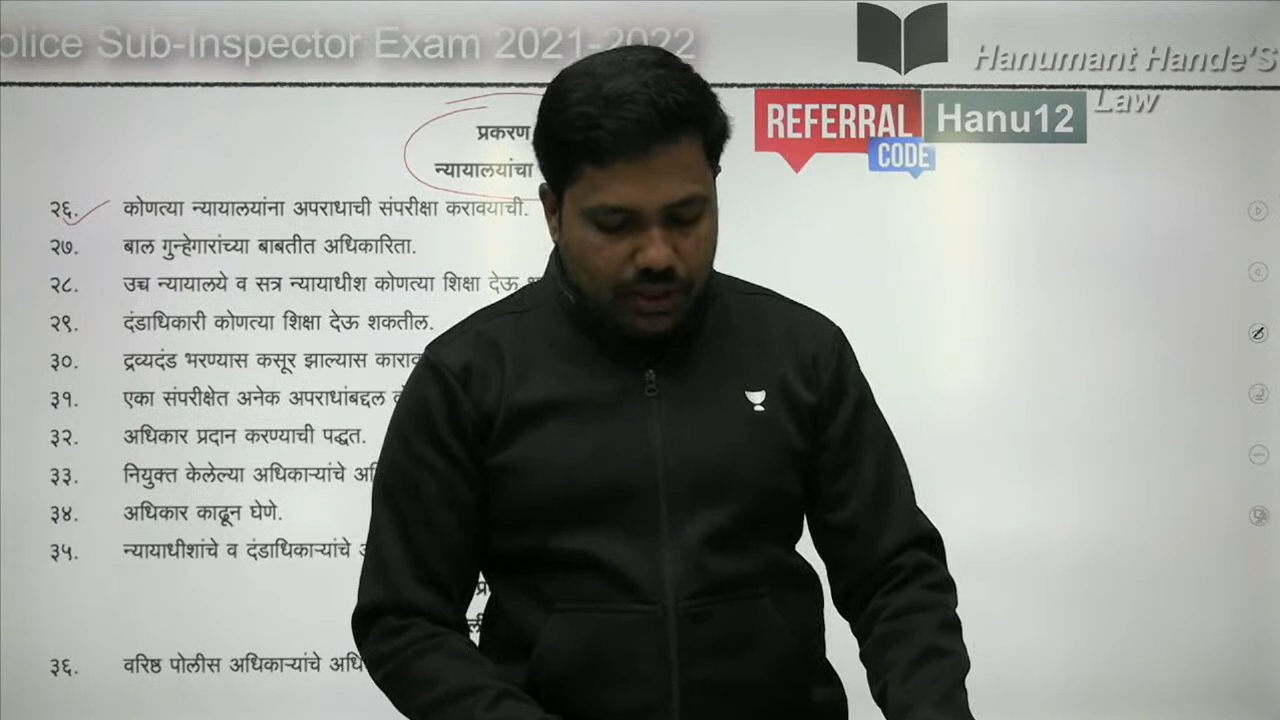 olice Sub-Inspector Exam 2021-2022
Hanumant Hande'S
Law
REFERRAL
CODE
Hanu12
प्रकरण
न्यायालयांचा
२६. कोणत्या न्यायालयांना अपराधाची संपरीक्षा करावयाची.
२७. बाल गुन्हेगारांच्या बाबतीत अधिकारिता.
२८. उच्च न्यायालये व सत्र न्यायाधीश कोणत्या शिक्षा देऊ
२९. दंडाधिकारी कोणत्या शिक्षा देऊ शकतील.
३०. द्रव्यदंड भरण्यास कसूर झाल्यास
३१. एका संपरीक्षेत अनेक अपराधांबद्दल
३२. अधिकार प्रदान करण्याची पद्धत.
३३. नियुक्त केलेल्या अधिकाऱ्यांचे
३४. अधिकार काढून घेणे.
३५. न्यायाधीशांचे व दंडाधिकाऱ्यांचे
३६. वरिष्ठ पोलीस अधिकाऱ्यांचे